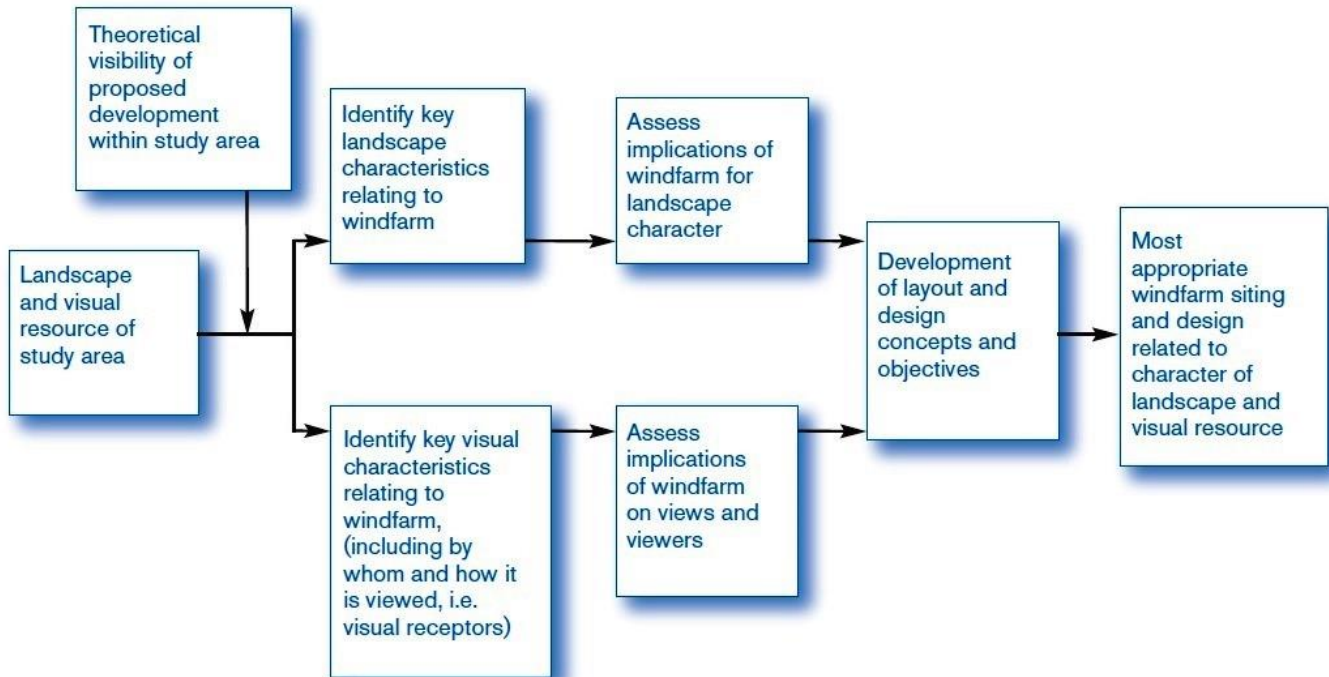 Theoretical
visibility of
proposed
development
within study area
Landscape
and visual
resource of
study area
Identify key
landscape
characteristics
relating to
windfarm
Assess
implications of
windfarm for
landscape
character
Identify key visual
characteristics
relating to
windfarm,
(including by
whom and how it
is viewed, i.e.
visual receptors)
Assess
implications
of windfarm
on views and
viewers
Development
of layout and
design
concepts and
objectives
Most
appropriate
windfarm siting
and design
related to
character of
landscape and
visual resource